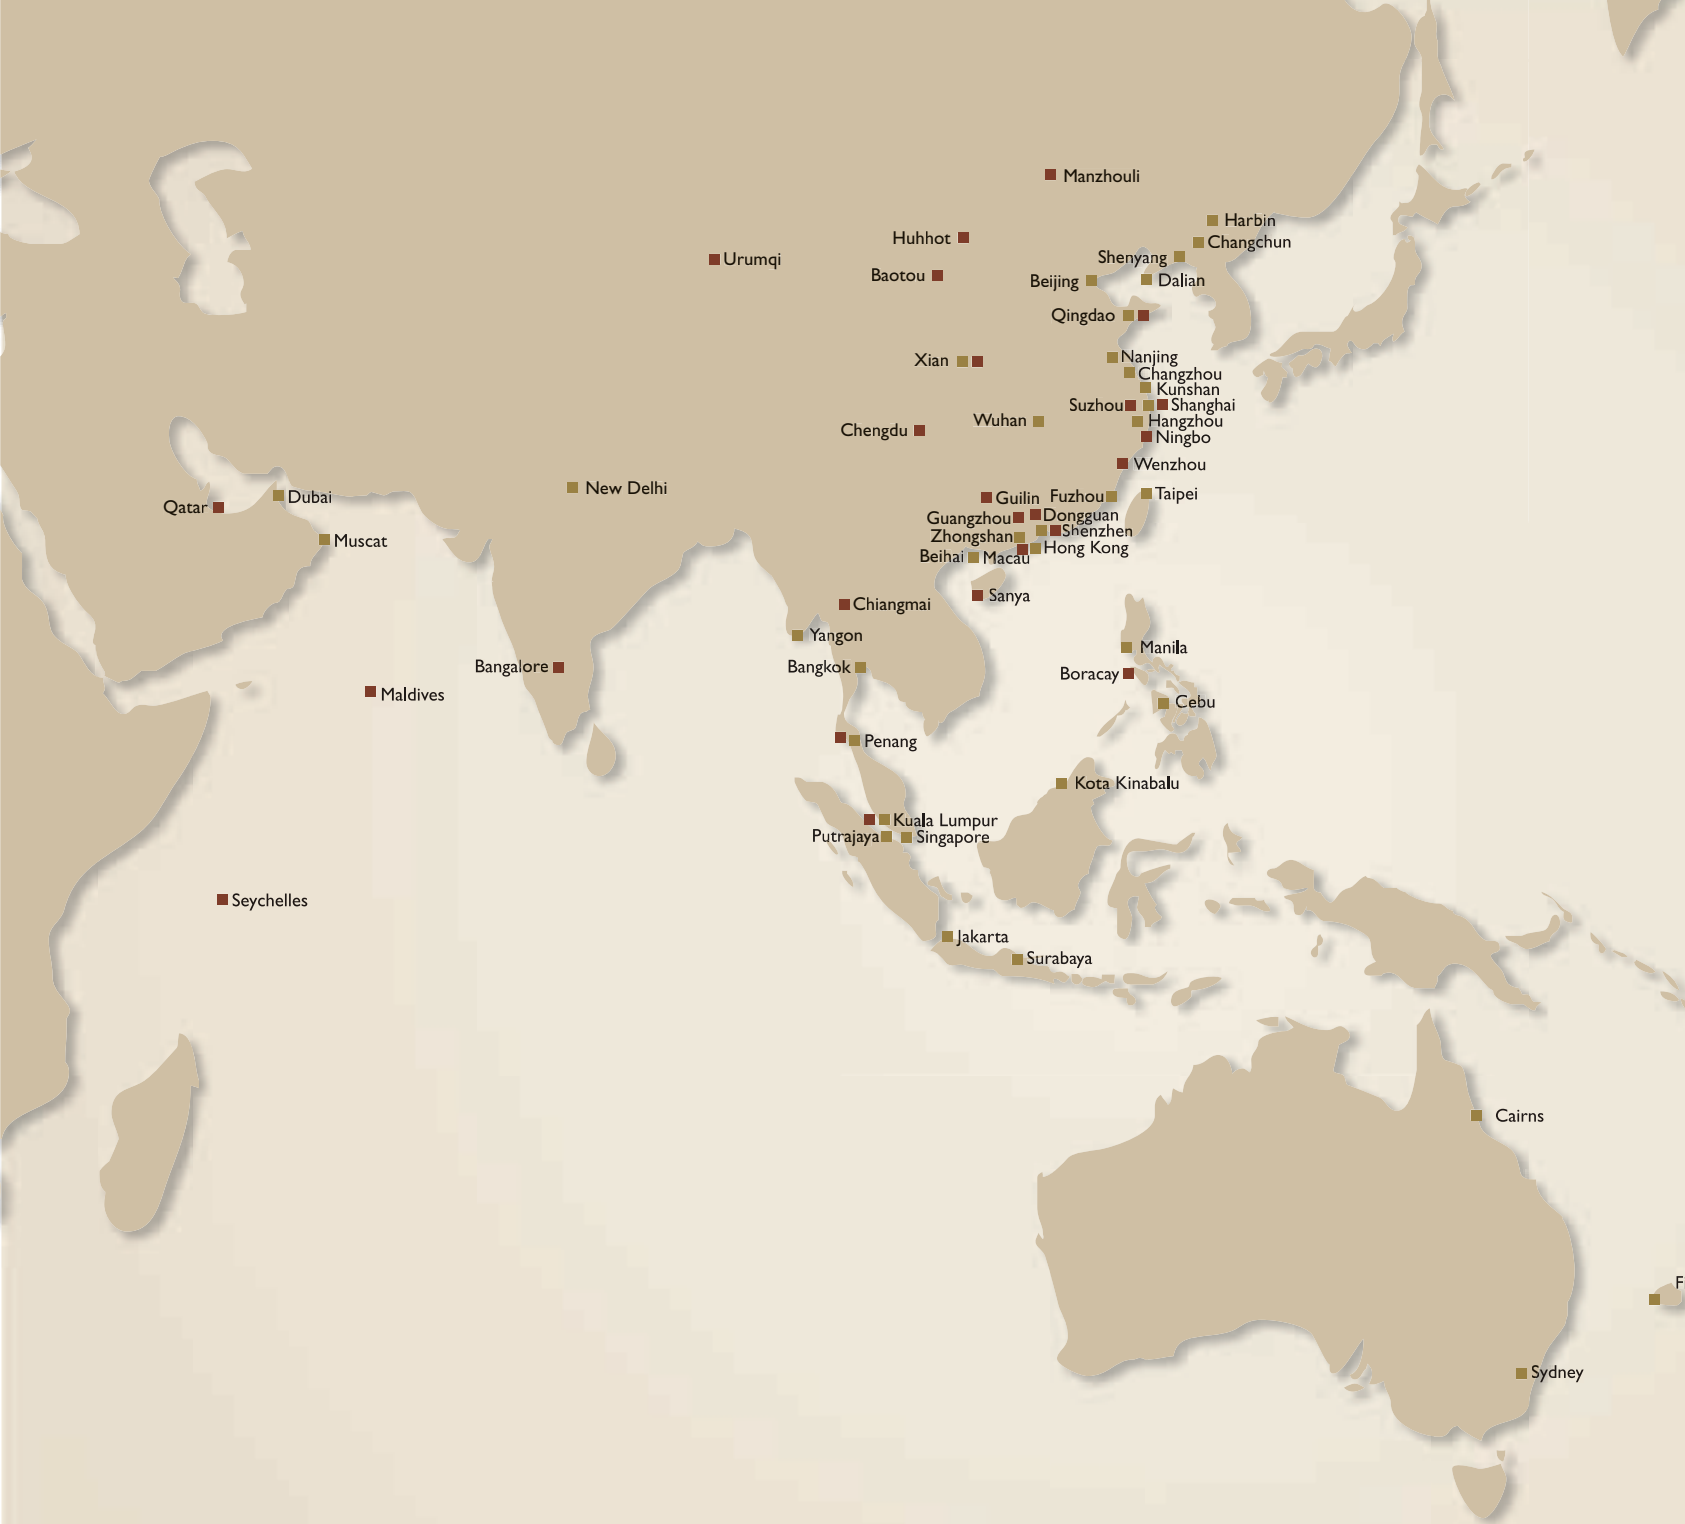 Manzhouli
Harbin
Huhhot
Changchun
Urumqi
Shenyang
Baotou
Beijing
Dalian
Qingdao
Xian
Nanjing
Changzhou
Kunshan
Suzhou
Shanghai
Wuhan
Hangzhou
Chengdu
Ningbo
Wenzhou
New Delhi
Taipei
Dubai
Guilin
Fuzhou
Qatar
Guangzhou
Dongguan
Shenzhen
Zhongshan
Muscat
Hong Kong
Beihai
Macau
Sanya
Chiangmai
Yangon
Manila
Bangalore
Bangkok
Boracay
Maldives
Cebu
Penang
Kota Kinabalu
Kuala Lumpur
Putrajaya
Singapore
Seychelles
Jakarta
Surabaya
Cairns
F
Sydney